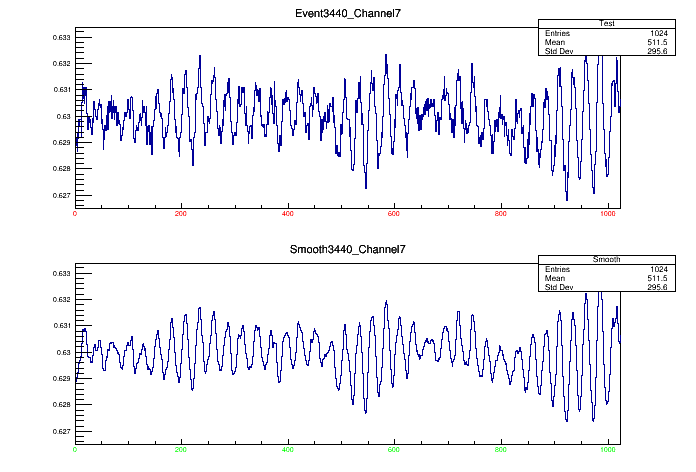 Event3440_Channel7
Test
Entries 1024
Mean 511.5
Std Dev 295.6
0.633
0.632
0.631
0.63
0.629
0.628
0.627
0 200 400 600 800 1000
Smooth3440_Channel7
Smooth
Entries 1024
Mean 511.5
Std Dev 295.6
0.633
0.632
0.631
0.63
0.629
0.628
0.627
0 200 400 600 800 1000